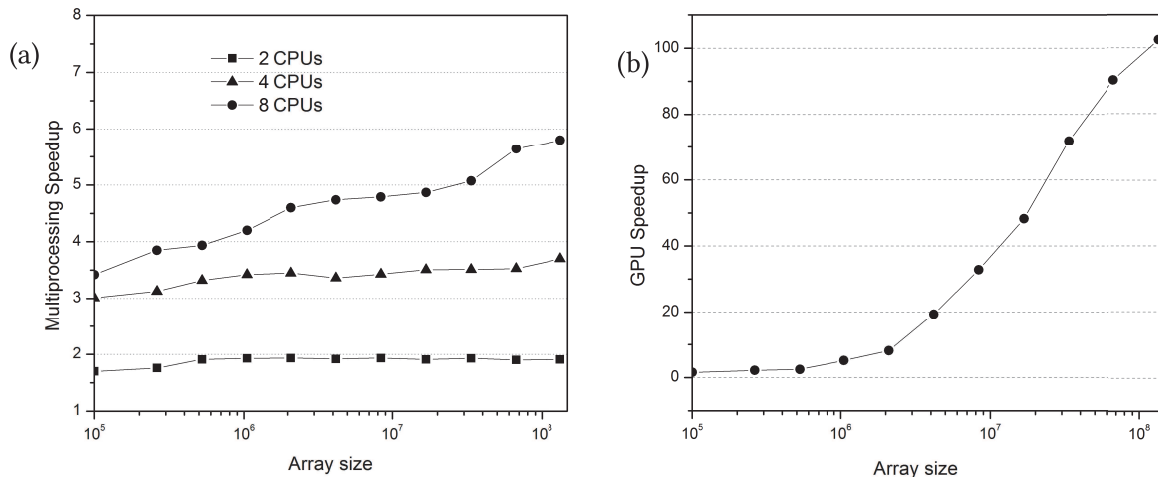 (a)
Multiprocessing Speedup
8
7
6
5
4
3
2
1
2 CPUs
4 CPUs
8 CPUs
10^5
10^6
10^7
10^3
Array size
(b)
GPU Speedup
100
80
60
40
20
0
10^5
10^6
10^7
10^8
Array size